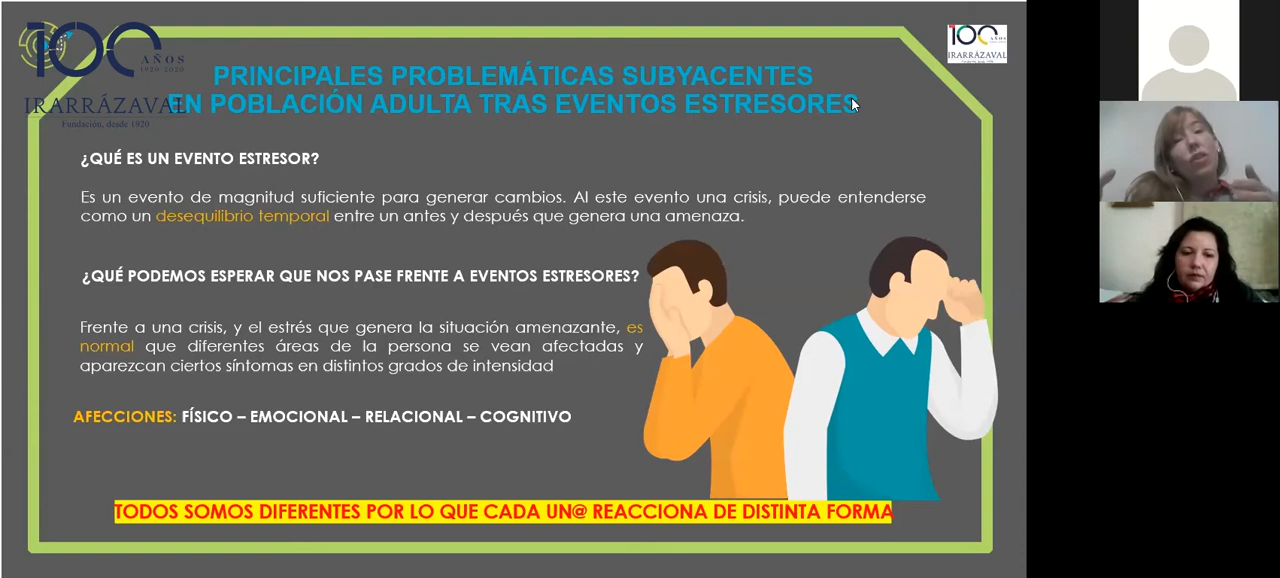 100
AÑOS
1920-2020
IRARRÁZAVAL
Fundación, desde 1920
100
AÑOS
IRARRÁZAVAL
PRINCIPALES PROBLEMÁTICAS SUBYACENTES
EN POBLACIÓN ADULTA TRAS EVENTOS ESTRESORES
¿QUÉ ES UN EVENTO ESTRESOR?
Es un evento de magnitud suficiente para generar cambios. Al este evento una crisis, puede entenderse
como un desequilibrio temporal entre un antes y después que genera una amenaza.
¿QUÉ PODEMOS ESPERAR QUE NOS PASE FRENTE A EVENTOS ESTRESORES?
Frente a una crisis, y el estrés que genera la situación amenazante, es
normal que diferentes áreas de la persona se vean afectadas y
aparezcan ciertos síntomas en distintos grados de intensidad
AFECCIONES: FÍSICO – EMOCIONAL – RELACIONAL – COGNITIVO
TODOS SOMOS DIFERENTES POR LO QUE CADA UN@ REACCIONA DE DISTINTA FORMA